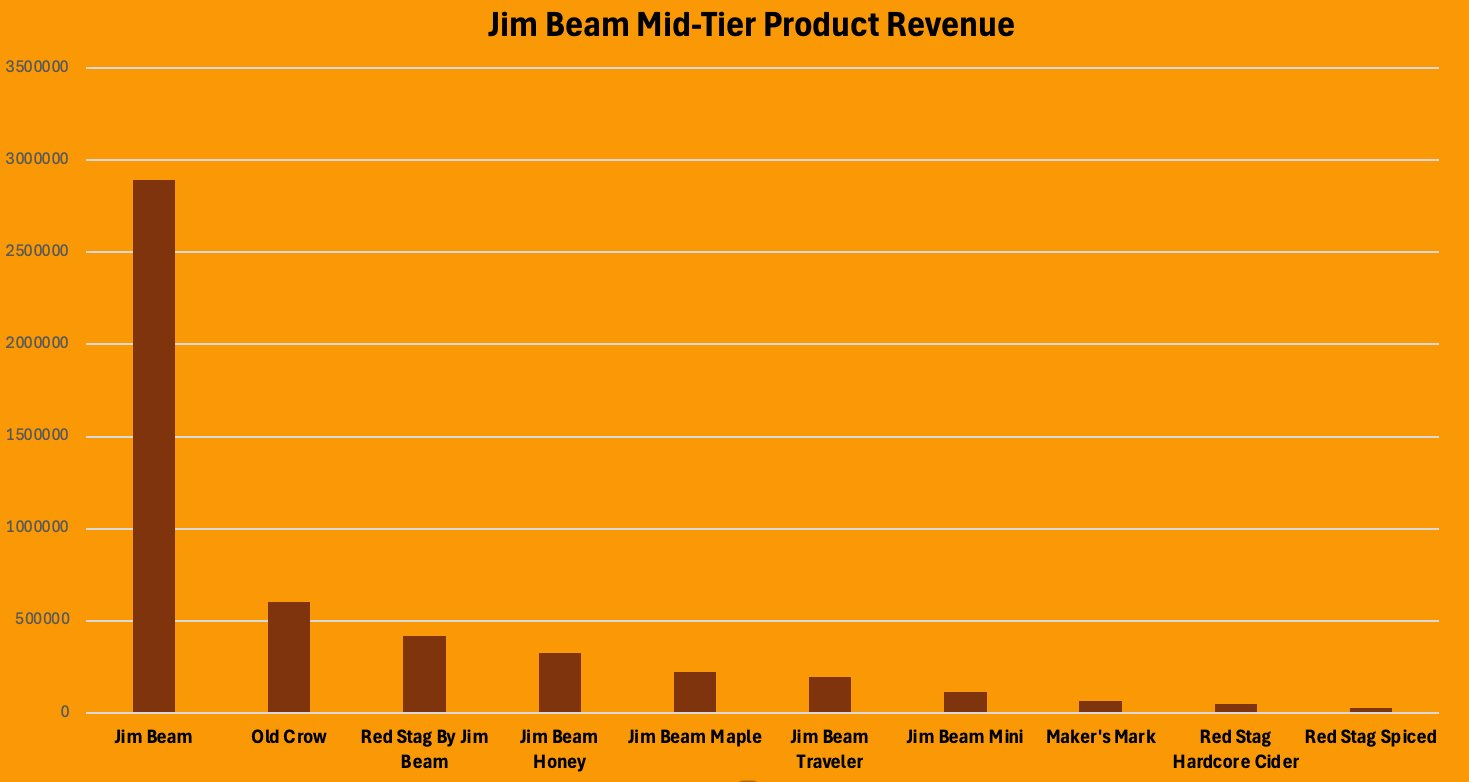 Jim Beam Mid-Tier Product Revenue
3500000
3000000
2500000
2000000
1500000
1000000
500000
0
Jim Beam
Old Crow
Red Stag By Jim
Beam
Jim Beam
Honey
Jim Beam Maple
Jim Beam
Traveler
Jim Beam Mini
Maker's Mark
Red Stag
Hardcore Cider
Red Stag Spiced